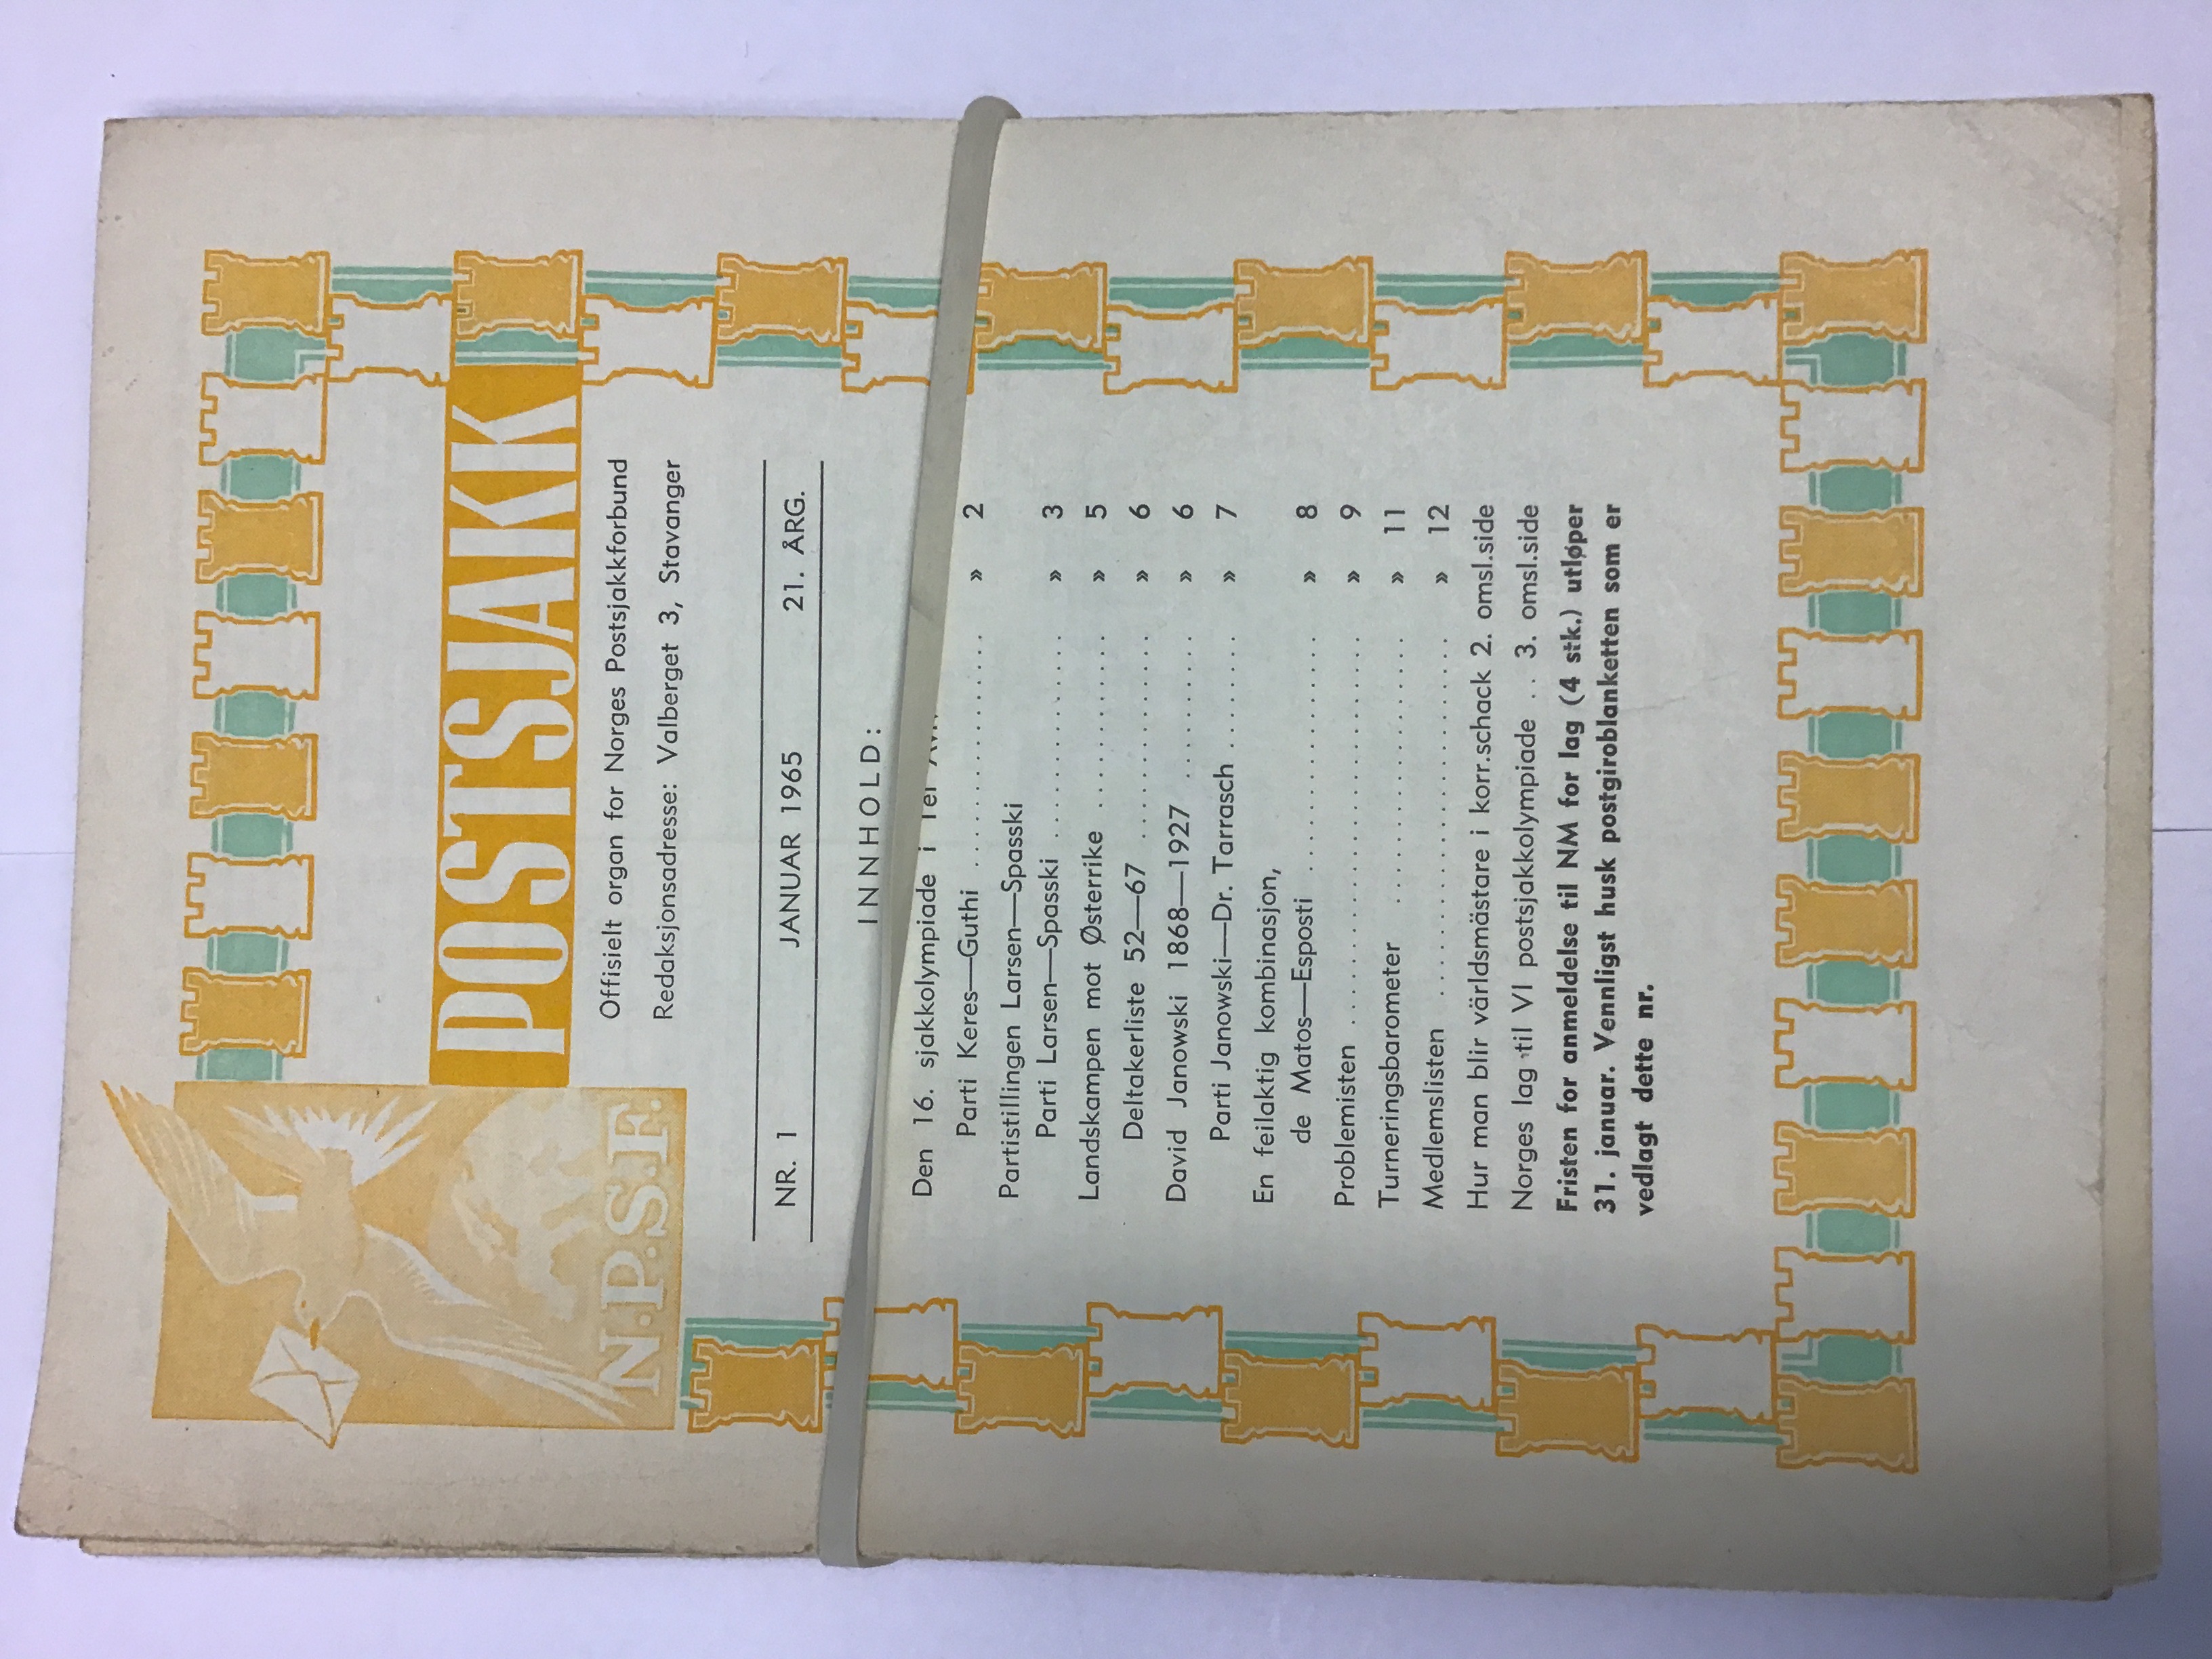 N.P.S.F.
POSTSJAKK
Offisielt organ for Norges Postsjakkforbund
Redaksjonsadresse: Valberget 3, Stavanger
NR. 1 JANUAR 1965 21. ÅRG.
INNHOLD:
Den 16. sjakkolympiade i Tel
Parti Keres—Guthi .................. » 2
Partistillingen Larsen—Spasski
Parti Larsen—Spasski ................ » 3
Landskampen mot Østerrike ............ » 5
Deltakerliste 52—67 ................ » 6
David Janowski 1868—1927 .......... » 6
Parti Janowski—Dr. Tarrasch ........ » 7
En feilaktig kombinasjon,
de Matos—Esposti .................. » 8
Problemisten ........................ » 9
Turneringsbarometer .................. » 11
Medlemslisten ........................ » 12
Hur man blir världsmästare i korr.schack 2. omsl.side
Norges lag til VI postsjakkolympiade .. 3. omsl.side
Fristen for anmeldelse til NM for lag (4 stk.) utløper
31. januar. Vennligst husk postgiroblanketten som er
vedlagt dette nr.